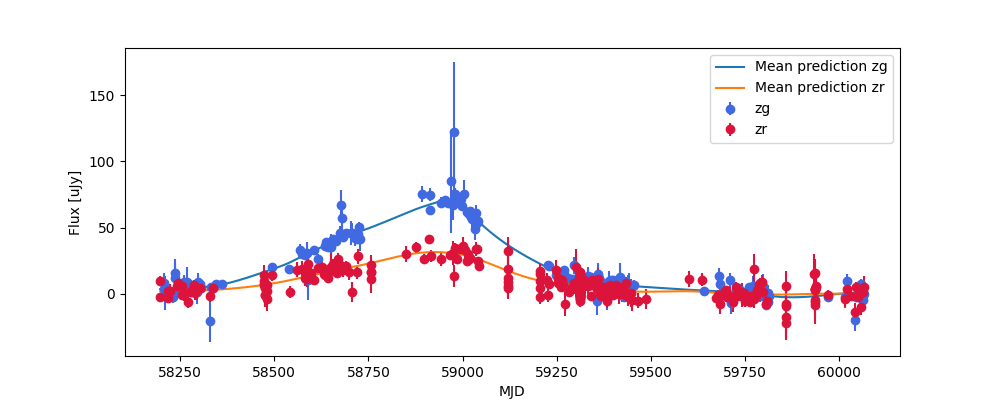 Mean prediction zg
Mean prediction zr
zg
zr
150
100
50
0
Flux [uJy]
58250 58500 58750 59000 59250 59500 59750 60000
MJD